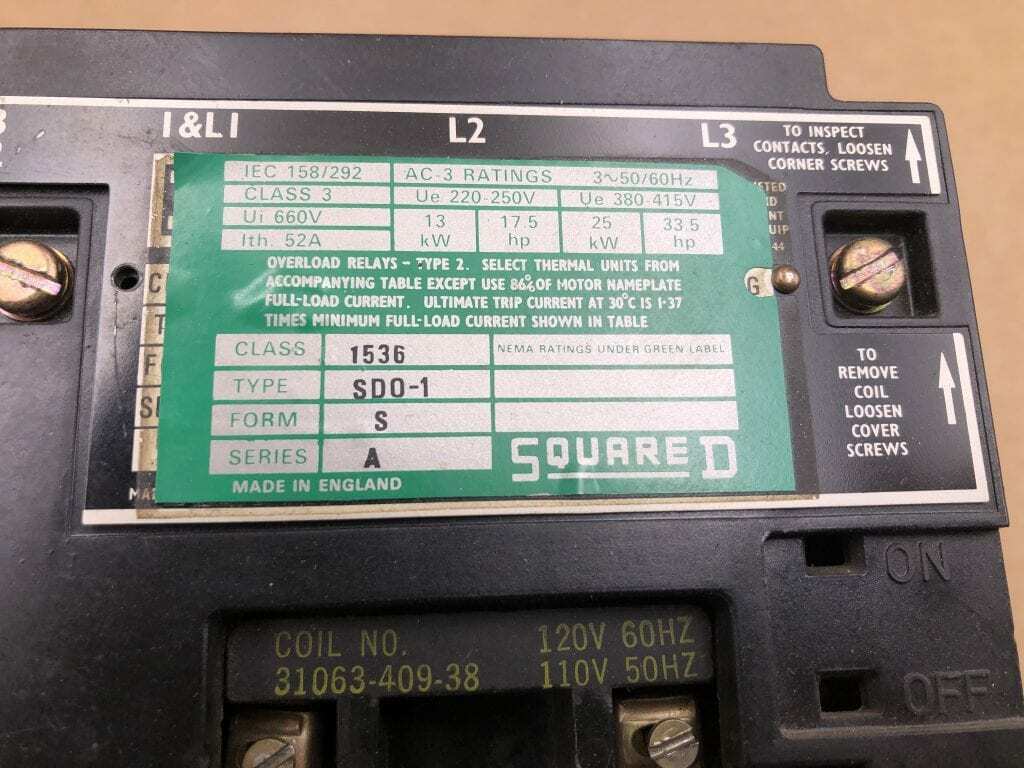 1&L1
L2
L3
TO INSPECT
CONTACTS, LOOSEN
CORNER SCREWS
IEC 158/292
AC-3 RATINGS 3~50/60Hz
CLASS 3
Ue 220-250V
Ue 380-415V
Ui 660V
13 kW
17.5 hp
25 kW
33.5 hp
Ith. 52A
OVERLOAD RELAYS - TYPE 2. SELECT THERMAL UNITS FROM
ACCOMPANYING TABLE EXCEPT USE 86% OF MOTOR NAMEPLATE
FULL-LOAD CURRENT. ULTIMATE TRIP CURRENT AT 30°C IS 1·37
TIMES MINIMUM FULL-LOAD CURRENT SHOWN IN TABLE
CLASS 1536
NEMA RATINGS UNDER GREEN LABEL
TYPE SDO-1
FORM S
SERIES A
SQUARE D
MADE IN ENGLAND
TO
REMOVE
COIL
LOOSEN
COVER
SCREWS
ON
OFF
COIL NO. 120V 60HZ
31063-409-38 110V 50HZ